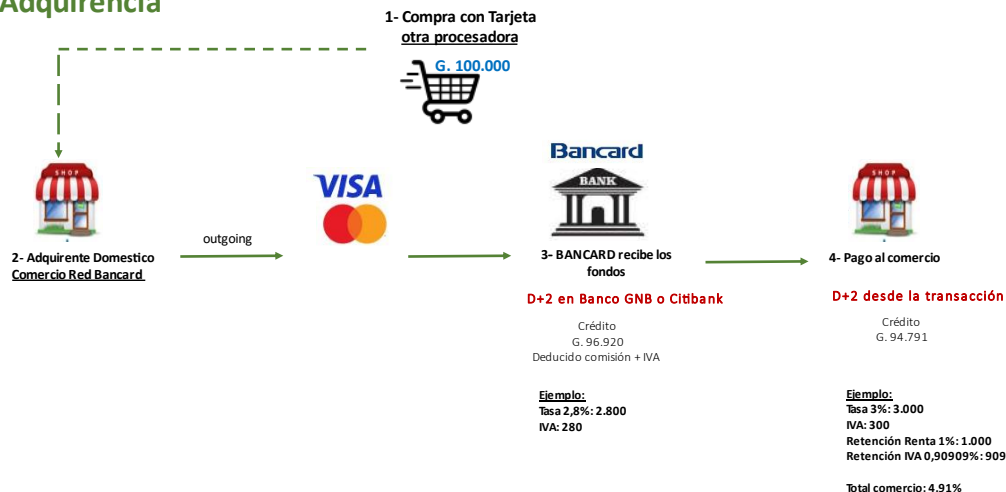 Adquirencia
1- Compra con Tarjeta
otra procesadora
G. 100.000
SHOP
2- Adquirente Domestico
Comercio Red Bancard
outgoing
VISA
Bancard
BANK
3- BANCARD recibe los
fondos
D+2 en Banco GNB o Citibank
Crédito
G. 96.920
Deducido comisión + IVA
Ejemplo:
Tasa 2,8%: 2.800
IVA: 280
SHOP
4- Pago al comercio
D+2 desde la transacción
Crédito
G. 94.791
Ejemplo:
Tasa 3%: 3.000
IVA: 300
Retención Renta 1%: 1.000
Retención IVA 0,90909%: 909
Total comercio: 4.91%